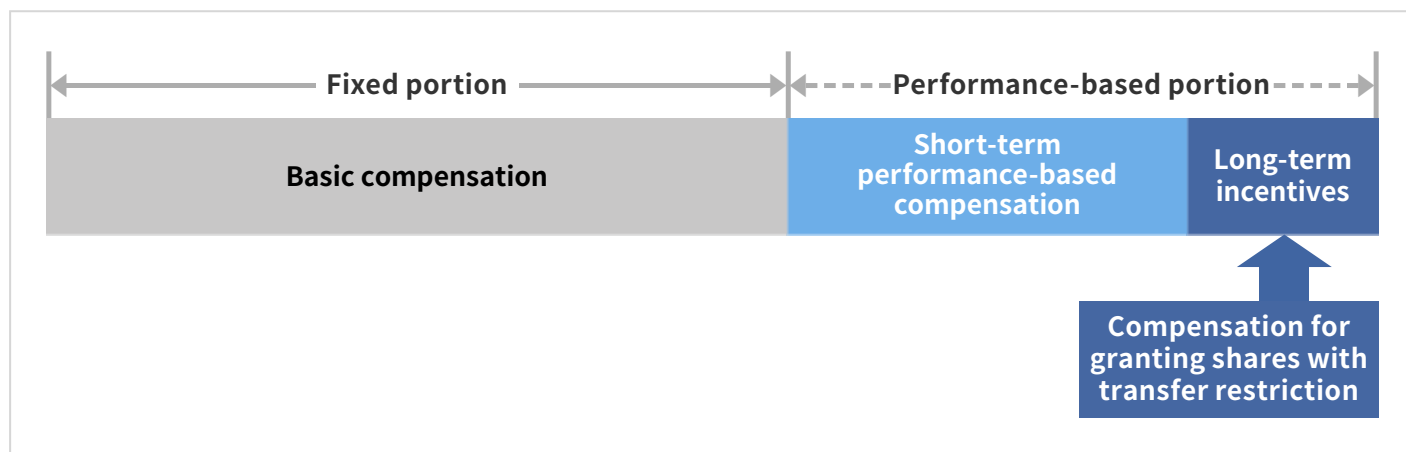 Fixed portion
Performance-based portion
Basic compensation
Short-term
performance-based
compensation
Long-term
incentives
Compensation for
granting shares with
transfer restriction